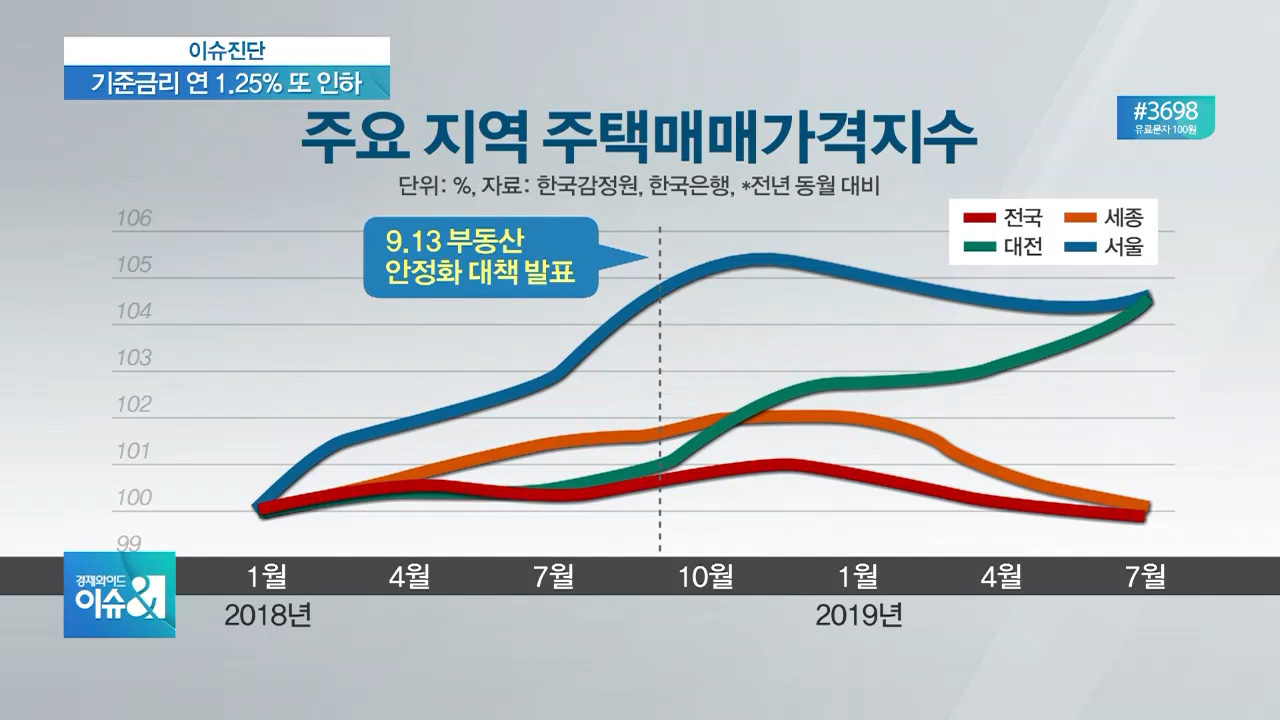 이슈진단
기준금리 연 1.25% 또 인하
#3698
유료문자 100원
주요 지역 주택매매가격지수
단위: %, 자료: 한국감정원, 한국은행, *전년 동월 대비
전국 세종
대전 서울
9.13 부동산
안정화 대책 발표
106
105
104
103
102
101
100
99
1월 4월 7월 10월 1월 4월 7월
2018년 2019년
경제와이드
이슈&